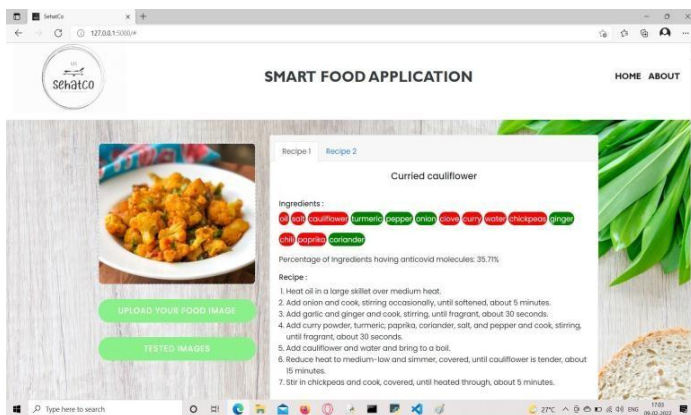 SehatCo
127.0.0.1:5000/#
SehatCo
SMART FOOD APPLICATION
HOME ABOUT
Recipe 1 Recipe 2
Curried cauliflower
Ingredients :
oil salt cauliflower turmeric pepper onion clove curry water chickpeas ginger
chili paprika coriander
Percentage of Ingredients having anticovid molecules: 35.71%
Recipe :
1. Heat oil in a large skillet over medium heat.
2. Add onion and cook, stirring occasionally, until softened, about 5 minutes.
3. Add garlic and ginger and cook, stirring, until fragrant, about 30 seconds.
4. Add curry powder, turmeric, paprika, coriander, salt, and pepper and cook, stirring,
until fragrant, about 30 seconds.
5. Add cauliflower and water and bring to a boil.
6. Reduce heat to medium-low and simmer, covered, until cauliflower is tender, about
15 minutes.
7. Stir in chickpeas and cook, covered, until heated through, about 5 minutes.
UPLOAD YOUR FOOD IMAGE
TESTED IMAGES
Type here to search
27°C ENG 17:03
09-02-2022